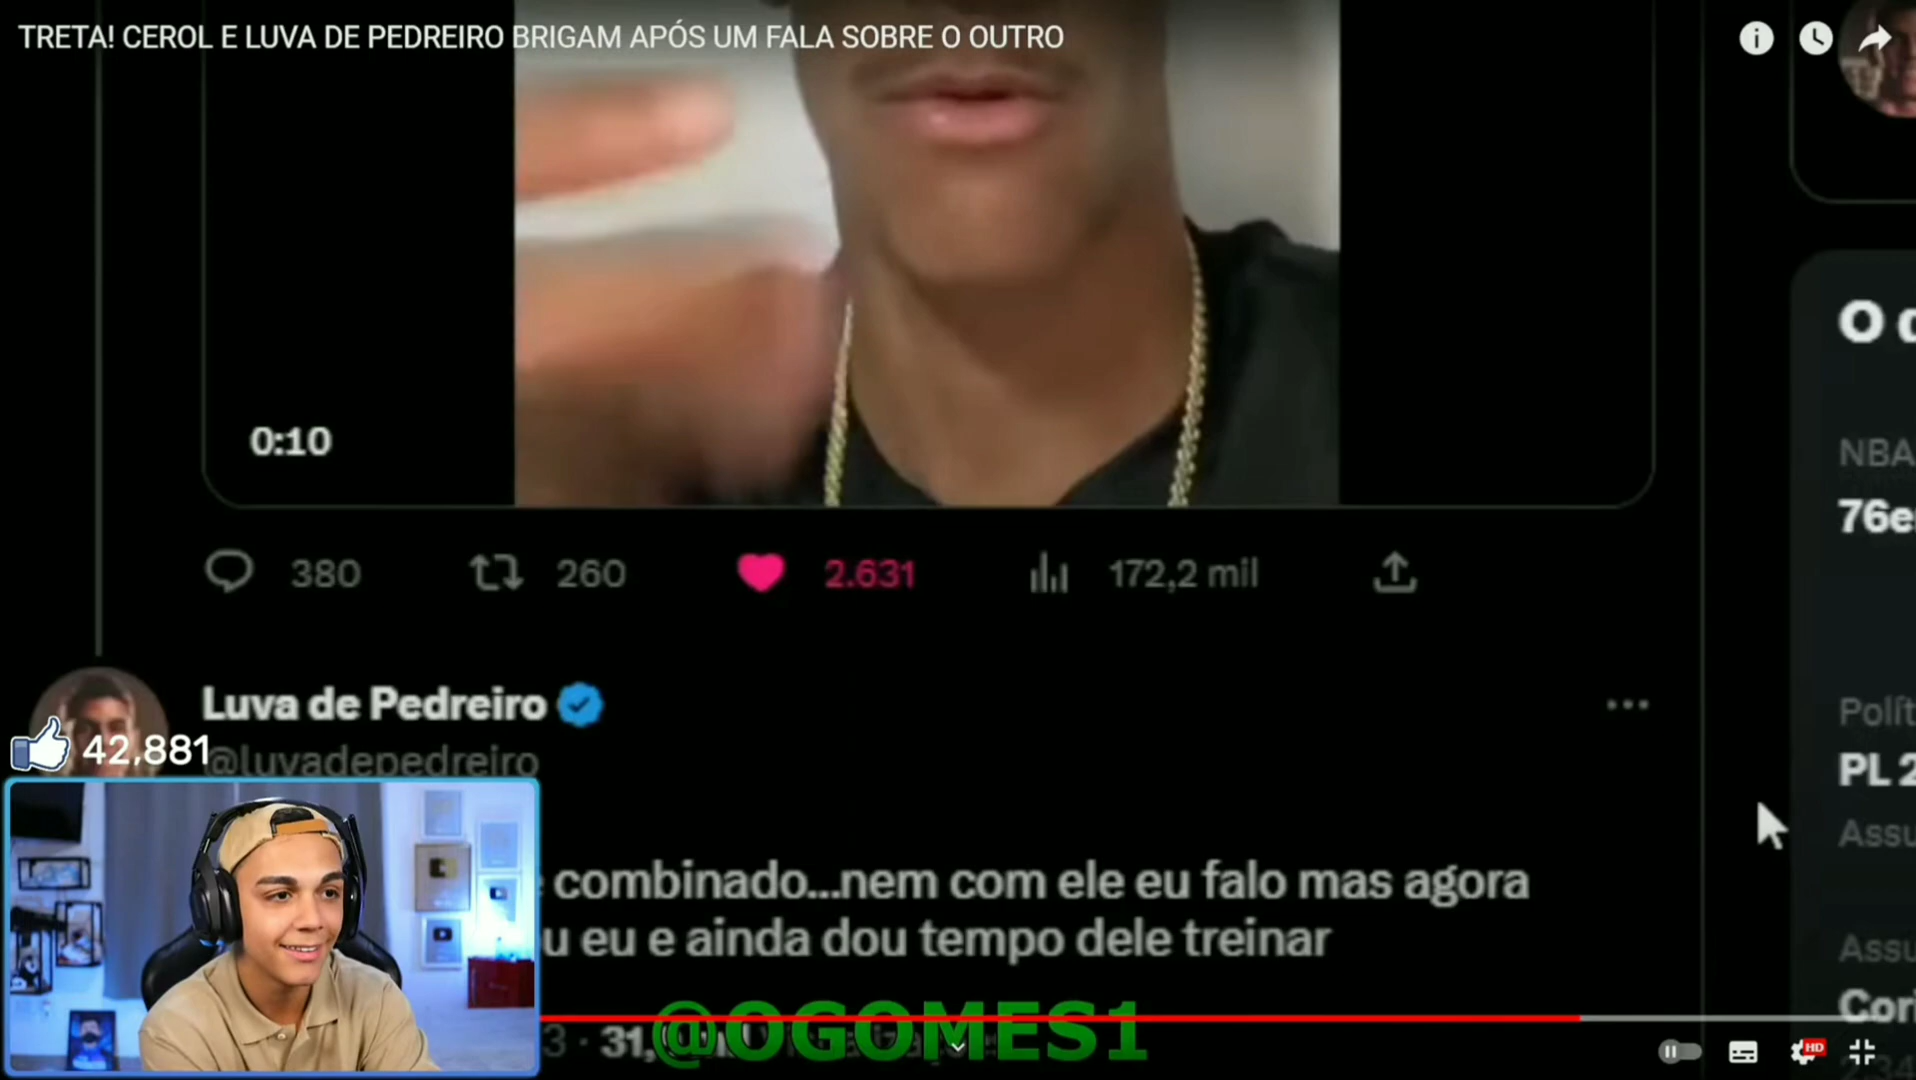 TRETA! CEROL E LUVA DE PEDREIRO BRIGAM APÓS UM FALA SOBRE O OUTRO
O
NBA
0:10
380 260 2.631 172,2 mil
Luva de Pedreiro
@luvadepedreiro
42,881
PL 2
combinado...nem com ele eu falo mas agora
u eu e ainda dou tempo dele treinar
@OGOMES1
HD